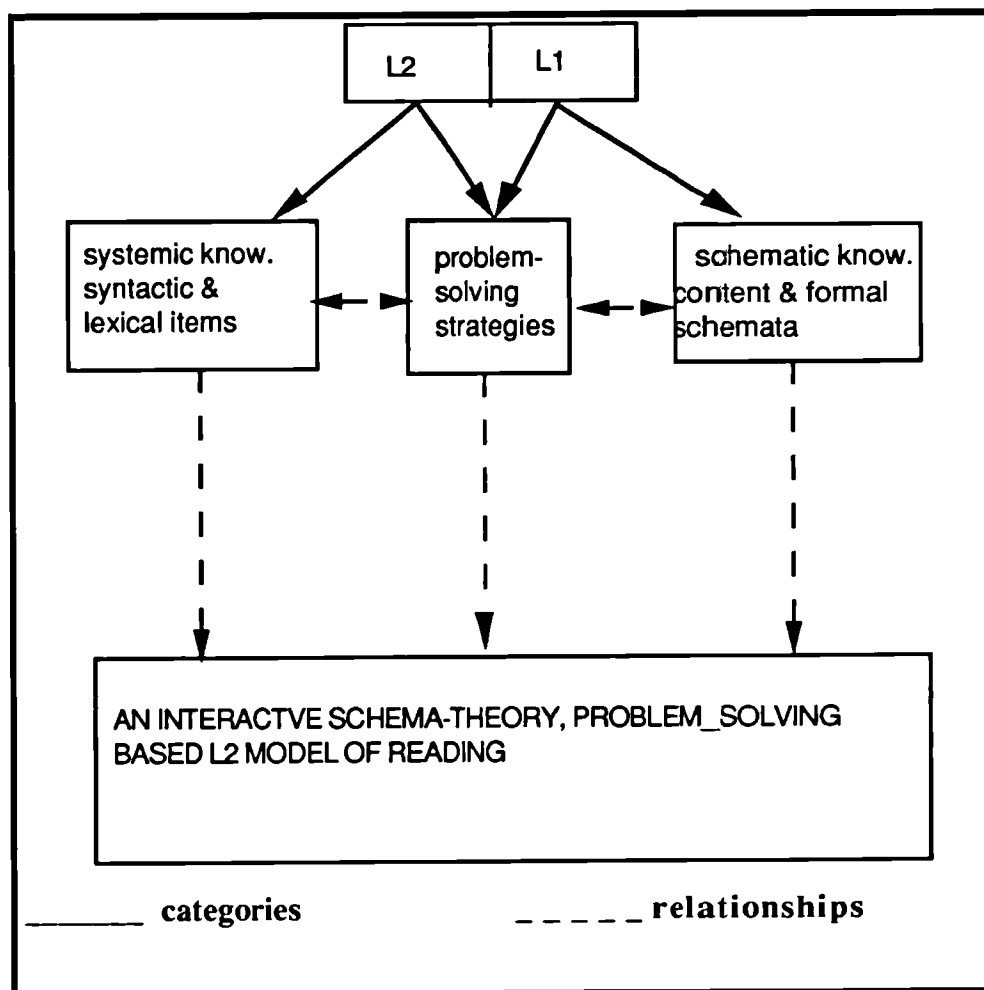 L2 L1
systemic know.
syntactic &
lexical items
problem-
solving
strategies
schematic know.
content & formal
schemata
AN INTERACTVE SCHEMA-THEORY, PROBLEM_SOLVING
BASED L2 MODEL OF READING
categories
relationships